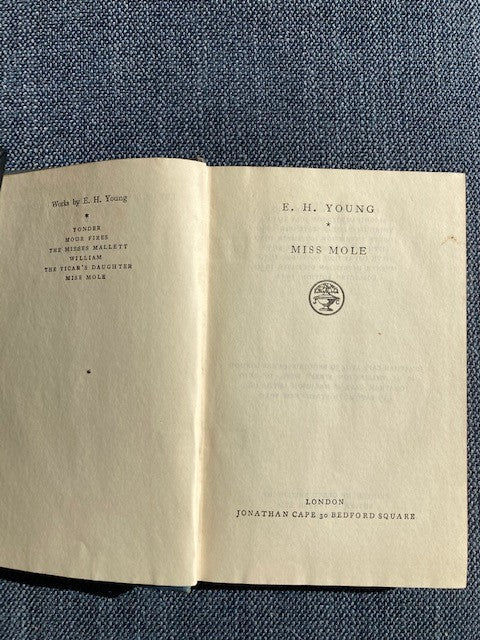 Works by E. H. Young
*
YONDER
MOOR FIRES
THE MISSES MALLETT
WILLIAM
THE VICAR'S DAUGHTER
MISS MOLE
E. H. YOUNG
*
MISS MOLE
LONDON
JONATHAN CAPE 30 BEDFORD SQUARE